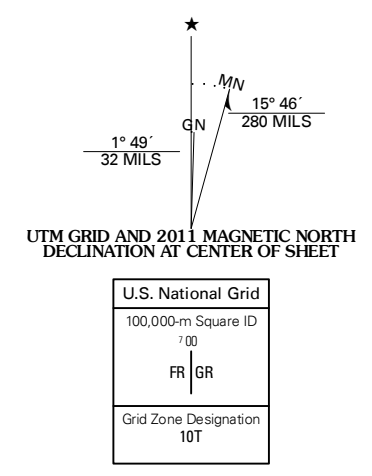 ★
MN
GN
15° 46´
280 MILS
1° 49´
32 MILS
UTM GRID AND 2011 MAGNETIC NORTH
DECLINATION AT CENTER OF SHEET
U.S. National Grid
100,000-m Square ID
7 00
FR GR
Grid Zone Designation
10T